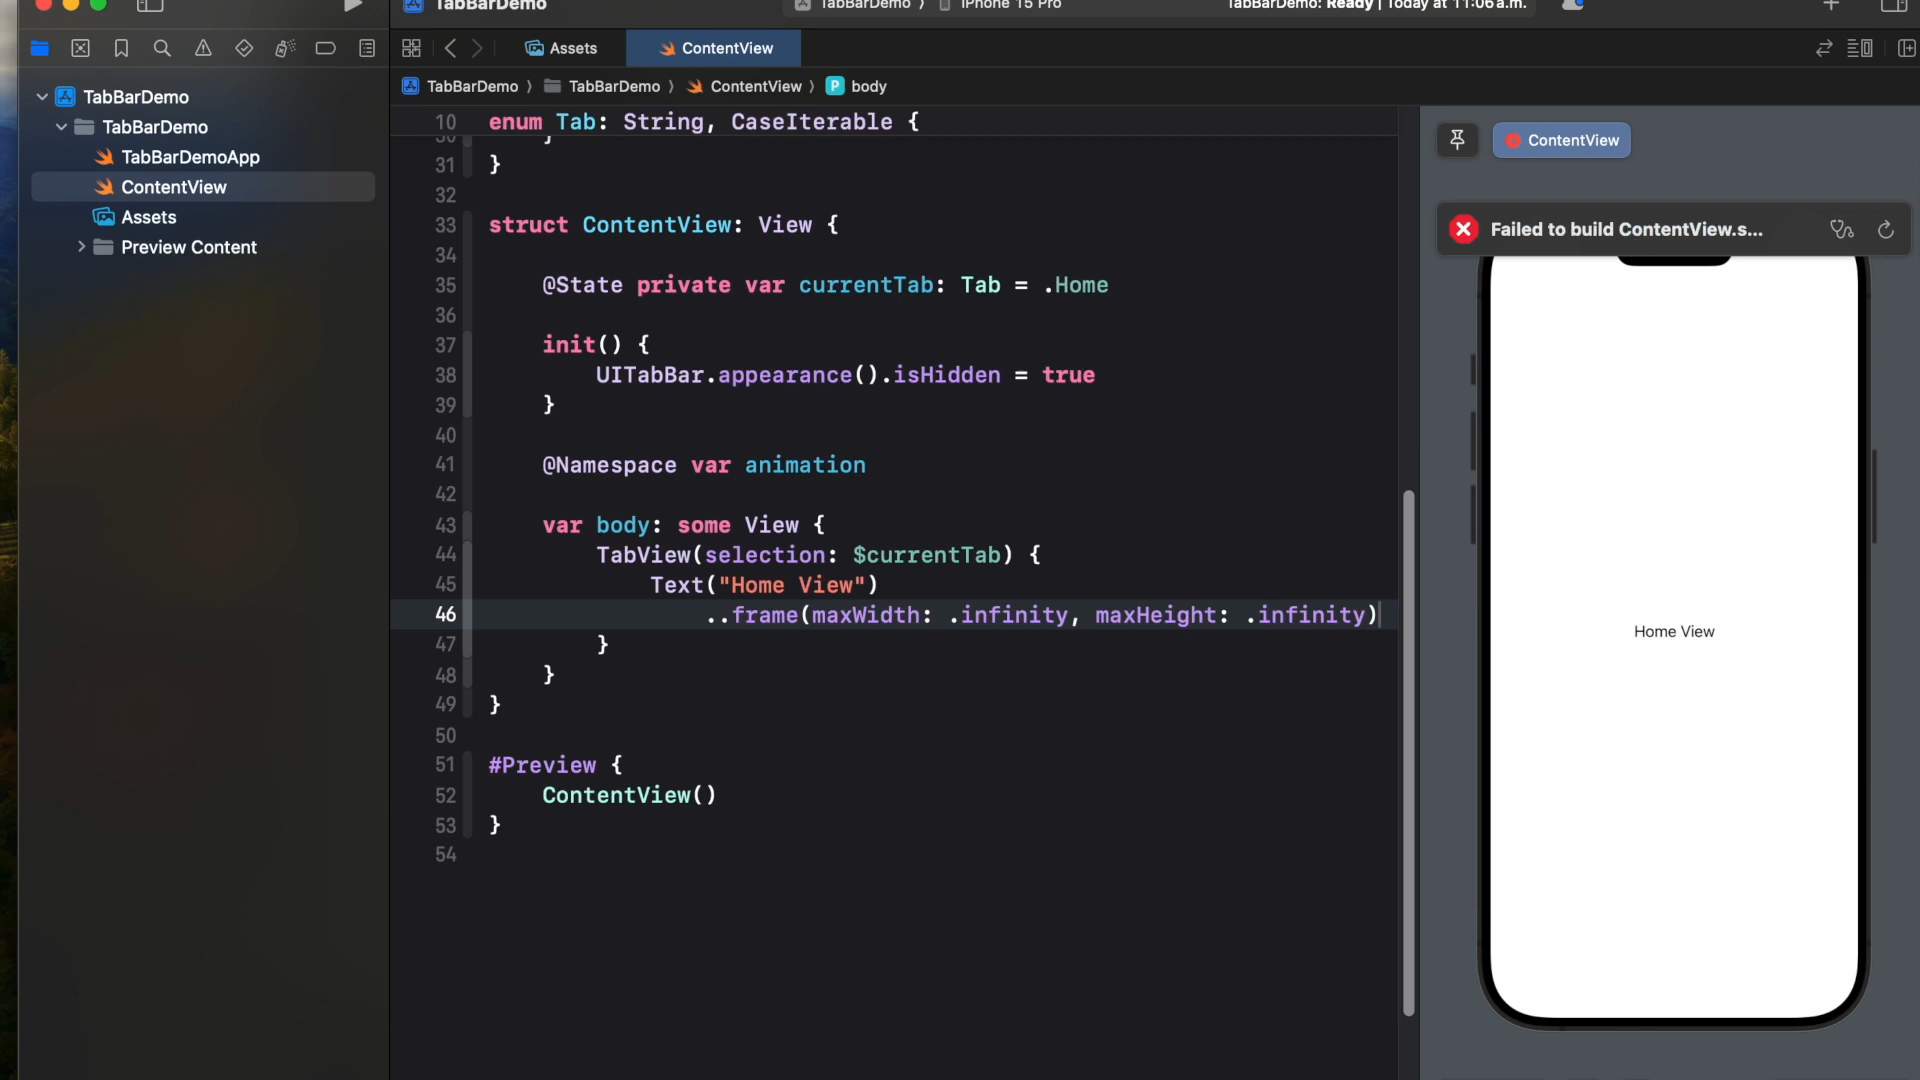 TabBarDemo
TabBarDemo
iPhone 15 Pro
TabBarDemo: Ready | Today at 11:06 a.m.
Assets
ContentView
TabBarDemo
TabBarDemo
ContentView
P
body
TabBarDemo
TabBarDemo
TabBarDemoApp
ContentView
Assets
Preview Content
10 enum Tab: String, CaseIterable {
30 }
31 }
32
33 struct ContentView: View {
34
35 @State private var currentTab: Tab = .Home
36
37 init() {
38 UITabBar.appearance().isHidden = true
39 }
40
41 @Namespace var animation
42
43 var body: some View {
44 TabView(selection: $currentTab) {
45 Text("Home View")
46 ..frame(maxWidth: .infinity, maxHeight: .infinity)
47 }
48 }
49 }
50
51 #Preview {
52 ContentView()
53 }
54
ContentView
Failed to build ContentView.s...
Home View